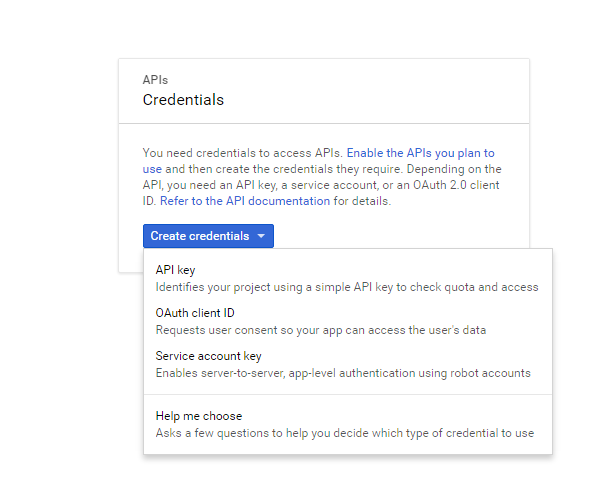 APIs
Credentials
You need credentials to access APIs. Enable the APIs you plan to
use and then create the credentials they require. Depending on the
API, you need an API key, a service account, or an OAuth 2.0 client
ID. Refer to the API documentation for details.
Create credentials
API key
Identifies your project using a simple API key to check quota and access
OAuth client ID
Requests user consent so your app can access the user's data
Service account key
Enables server-to-server, app-level authentication using robot accounts
Help me choose
Asks a few questions to help you decide which type of credential to use